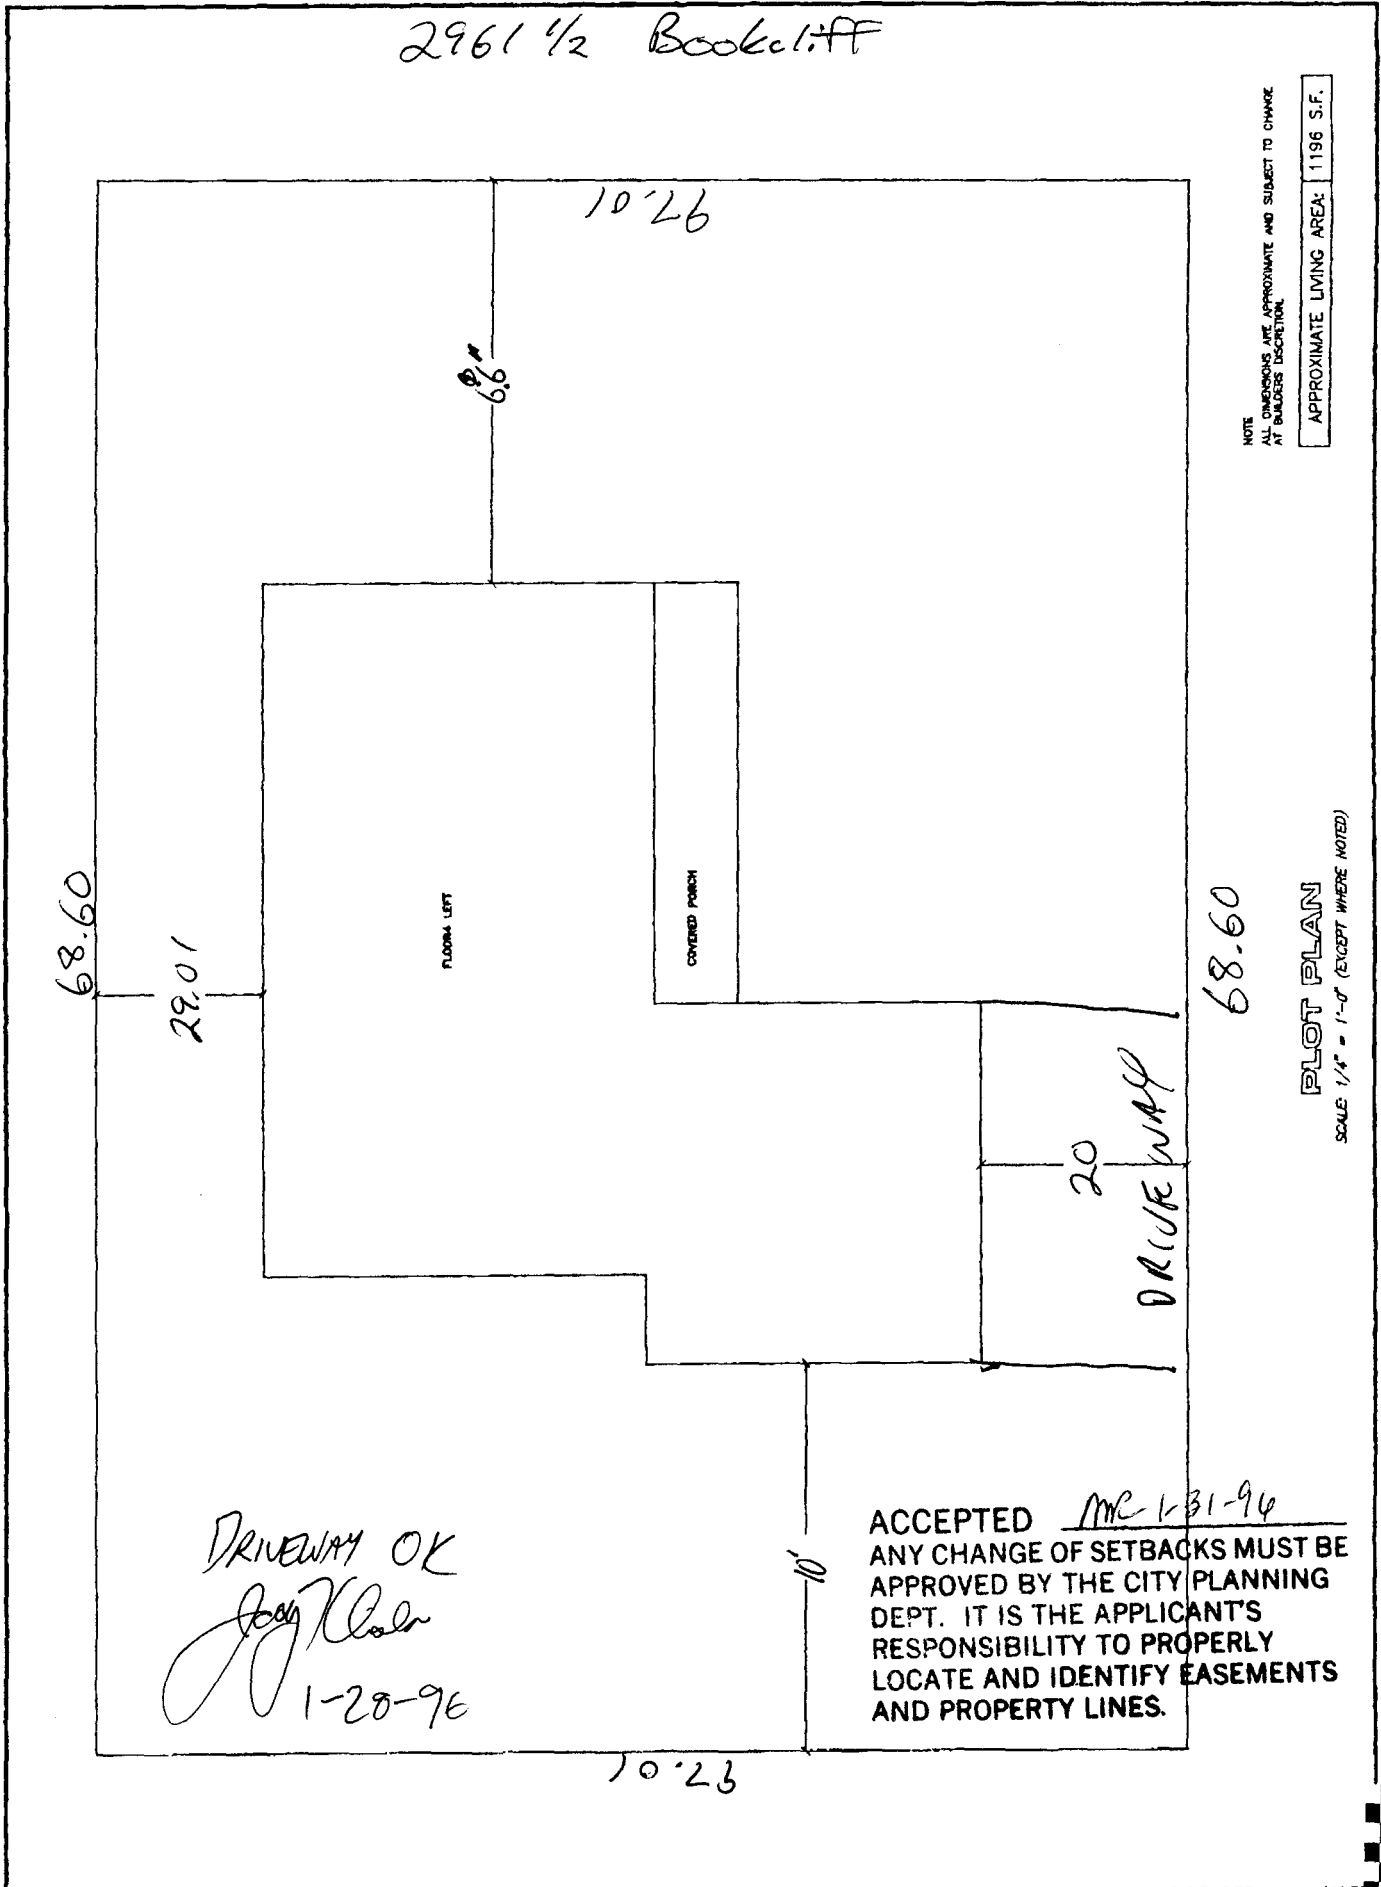 2961 1/2 Bookcliff
97.01
NOTE
ALL DIMENSIONS ARE APPROXIMATE AND SUBJECT TO CHANGE
AT BUILDERS DISCRETION.
APPROXIMATE LIVING AREA: 1196 S.F.
68.60
29.01
FLOOR4 LEFT
COVERED PORCH
68.60
20
DRIVE WAY
PLOT PLAN
SCALE: 1/4" = 1'-0" (EXCEPT WHERE NOTED)
DRIVEWAY OK
1-28-96
10'
ACCEPTED 1-31-96
ANY CHANGE OF SETBACKS MUST BE
APPROVED BY THE CITY PLANNING
DEPT. IT IS THE APPLICANT'S
RESPONSIBILITY TO PROPERLY
LOCATE AND IDENTIFY EASEMENTS
AND PROPERTY LINES.
97.01